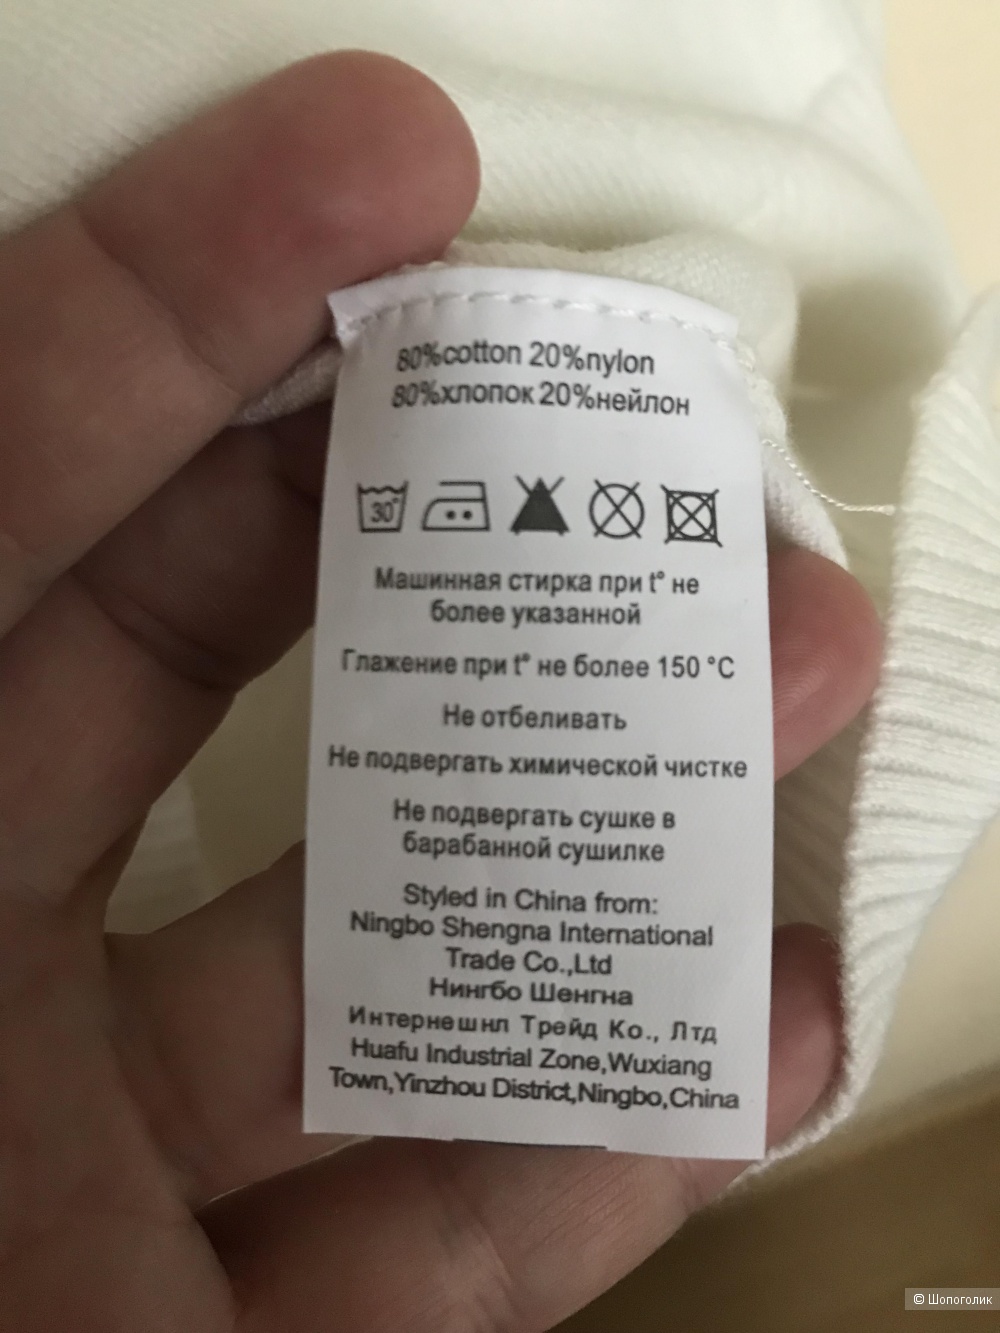 80%cotton 20%nylon
80%хлопок 20%нейлон
30°
Машинная стирка при t° не
более указанной
Глажение при t° не более 150 °C
Не отбеливать
Не подвергать химической чистке
Не подвергать сушке в
барабанной сушилке
Styled in China from:
Ningbo Shengna International
Trade Co.,Ltd
Нингбо Шенгна
Интернешнл Трейд Ко., Лтд
Huafu Industrial Zone,Wuxiang
Town,Yinzhou District,Ningbo,China
© Шопоголик